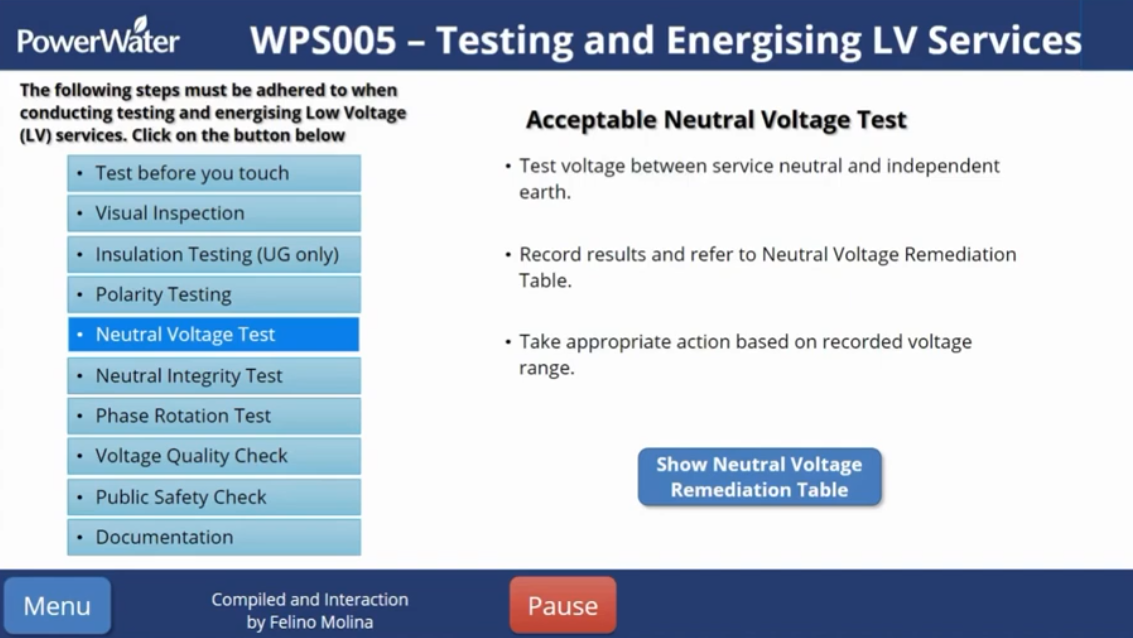 PowerWater
WPS005 – Testing and Energising LV Services
The following steps must be adhered to when
conducting testing and energising Low Voltage
(LV) services. Click on the button below
• Test before you touch
• Visual Inspection
• Insulation Testing (UG only)
• Polarity Testing
• Neutral Voltage Test
• Neutral Integrity Test
• Phase Rotation Test
• Voltage Quality Check
• Public Safety Check
• Documentation
Acceptable Neutral Voltage Test
• Test voltage between service neutral and independent
earth.
• Record results and refer to Neutral Voltage Remediation
Table.
• Take appropriate action based on recorded voltage
range.
Show Neutral Voltage
Remediation Table
Menu
Compiled and Interaction
by Felino Molina
Pause